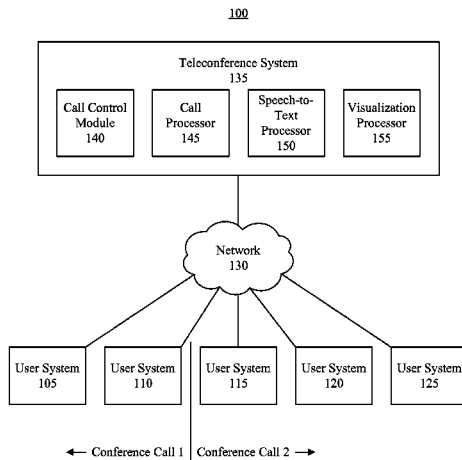 100
Teleconference System
135
Call Control
Module
140
Call
Processor
145
Speech-to-
Text
Processor
150
Visualization
Processor
155
Network
130
User System
105
User System
110
User System
115
User System
120
User System
125
← Conference Call 1
Conference Call 2 →